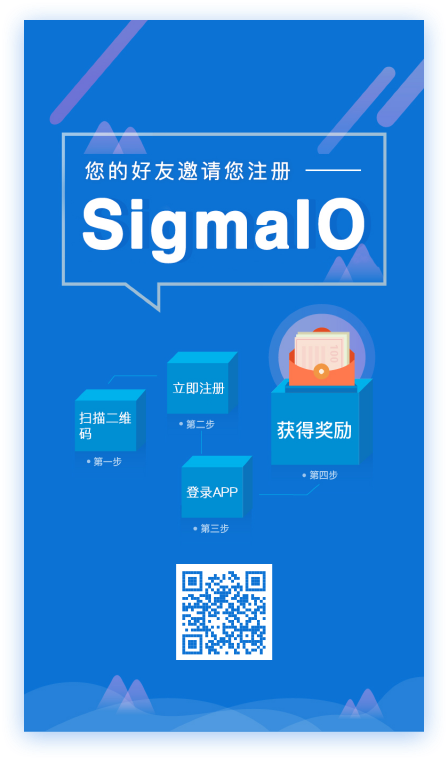 您的好友邀请您注册
SigmaIO
立即注册
• 第二步
扫描二维
码
• 第一步
100
获得奖励
• 第四步
登录APP
• 第三步